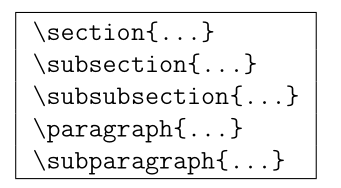 \section{...}
\subsection{...}
\subsubsection{...}
\paragraph{...}
\subparagraph{...}